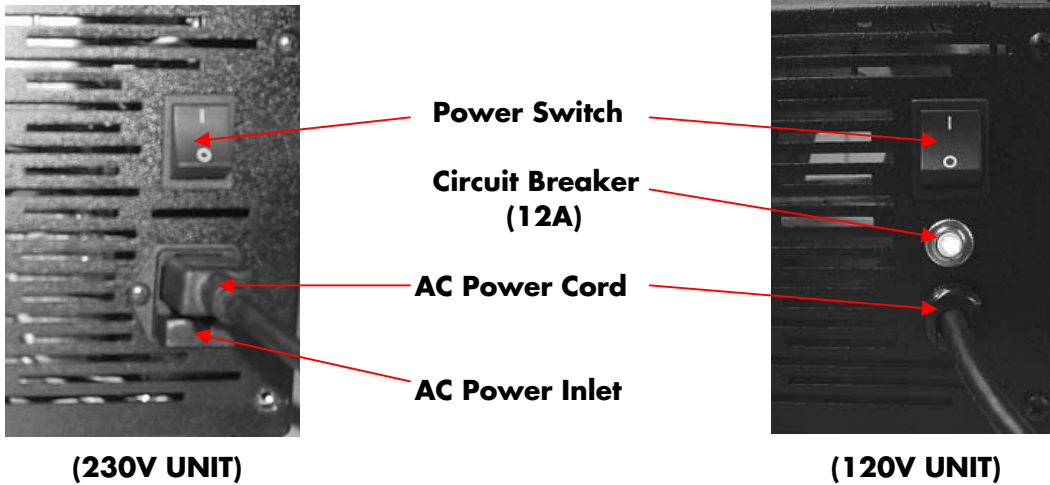 Power Switch
Circuit Breaker
(12A)
AC Power Cord
AC Power Inlet
(230V UNIT)
(120V UNIT)